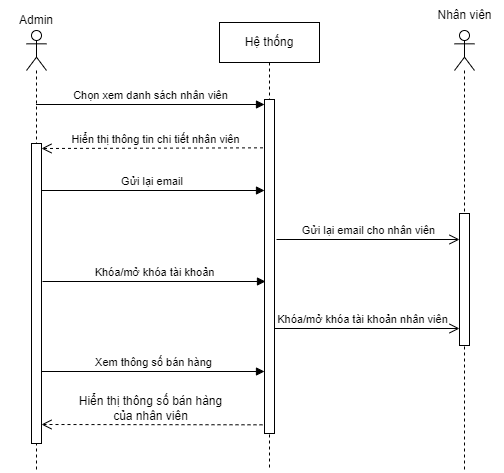 Admin
Hệ thống
Nhân viên
Chọn xem danh sách nhân viên
Hiển thị thông tin chi tiết nhân viên
Gửi lại email
Gửi lại email cho nhân viên
Khóa/mở khóa tài khoản
Khóa/mở khóa tài khoản nhân viên
Xem thông số bán hàng
Hiển thị thông số bán hàng
của nhân viên